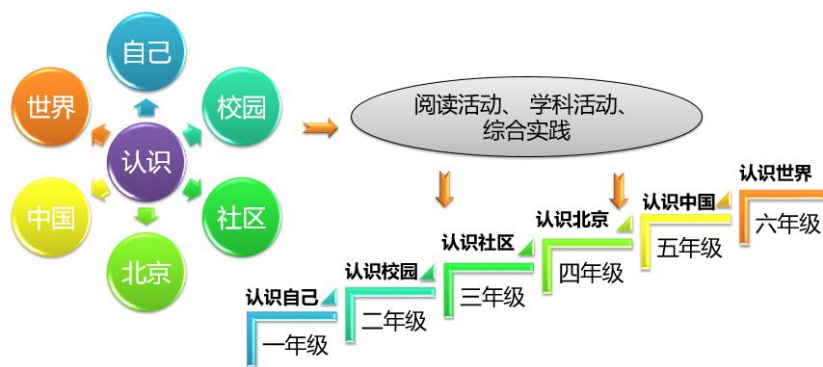 自己
世界
校园
认识
中国
社区
北京
阅读活动、 学科活动、
综合实践
认识自己
一年级
认识校园
二年级
认识社区
三年级
认识北京
四年级
认识中国
五年级
认识世界
六年级